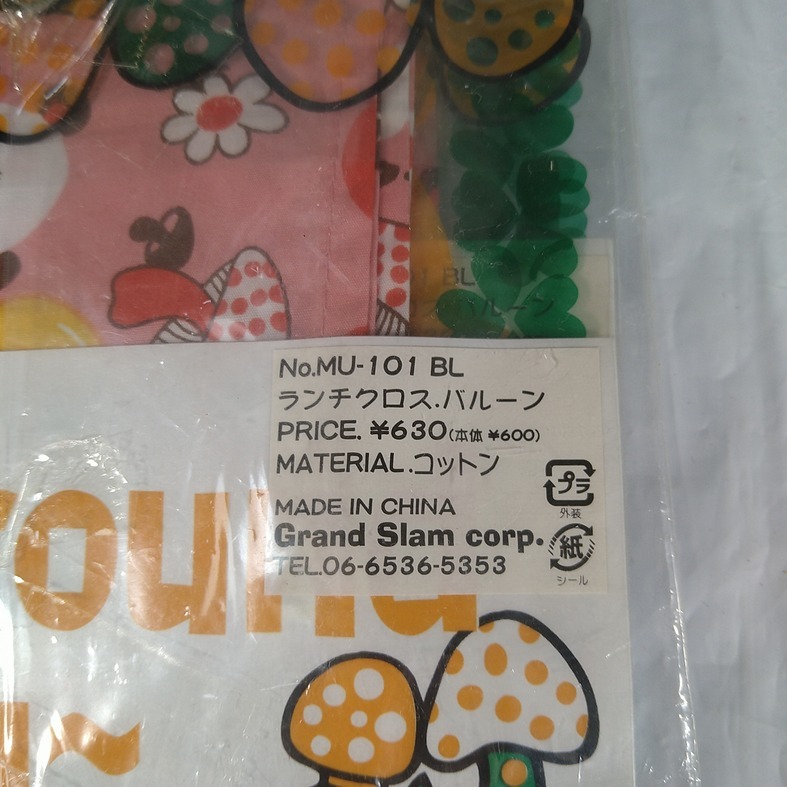 No.MU-101 BL
ランチクロス.バルーン
PRICE. ¥630(本体 ¥600)
MATERIAL.コットン
プラ
外装
MADE IN CHINA
Grand Slam corp.
紙
TEL.06-6536-5353
シール
ound